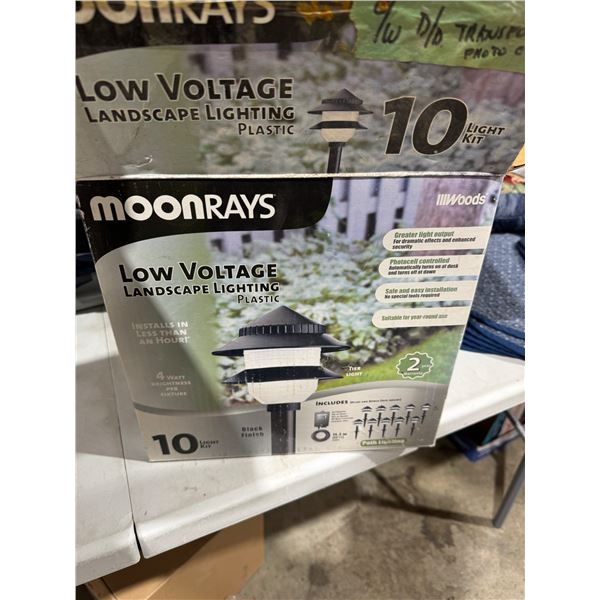 MOONRAYS
C/W D/D TRANSFO
PHOTO C
LOW VOLTAGE
LANDSCAPE LIGHTING
PLASTIC
10 LIGHT
KIT
MOONRAYS
Woods
LOW VOLTAGE
LANDSCAPE LIGHTING
PLASTIC
Greater light output
For dramatic effects and enhanced
security
Photocell controlled
Automatically turns on at dusk
and turns off at dawn
Safe and easy installation
No special tools required
Suitable for year-round use
INSTALLS IN
LESS THAN
AN HOUR!
4 WATT
BRIGHTNESS
PER
FIXTURE
TIER
LIGHT
2
INCLUDES
10 LIGHT
KIT
Black
Finish
Path Lighting